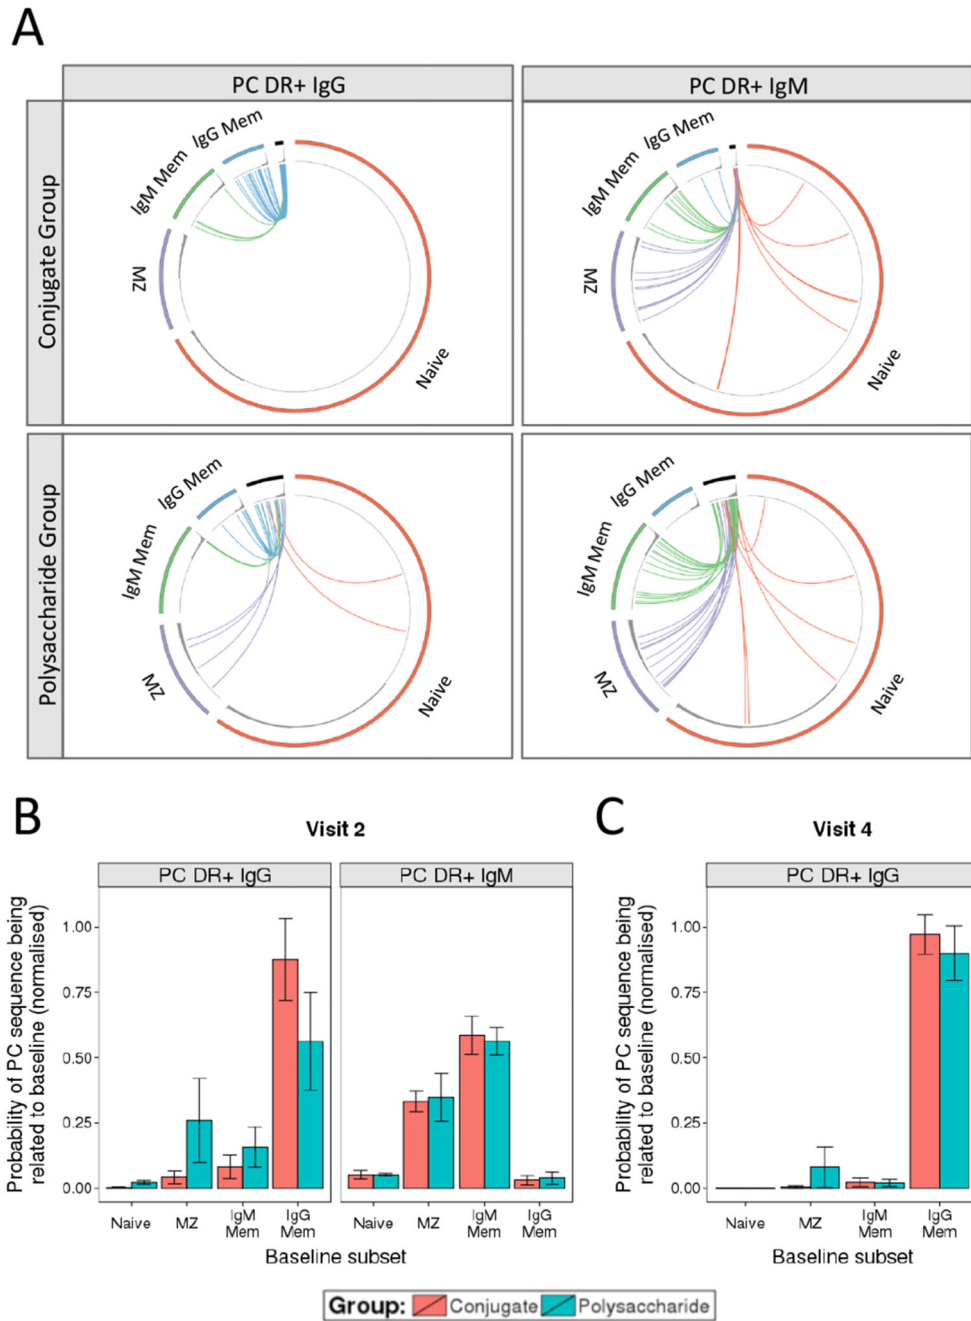 A
PC DR+ IgG
PC DR+ IgM
Conjugate Group
IgG Mem
IgM Mem
MZ
Naive
IgG Mem
IgM Mem
MZ
Naive
Polysaccharide Group
IgG Mem
IgM Mem
MZ
Naive
IgG Mem
IgM Mem
MZ
Naive
B
Visit 2
PC DR+ IgG
PC DR+ IgM
Probability of PC sequence being
related to baseline (normalised)
1.00
0.75
0.50
0.25
0.00
Naive
MZ
IgM
Mem
IgG
Mem
Naive
MZ
IgM
Mem
IgG
Mem
Baseline subset
C
Visit 4
PC DR+ IgG
Probability of PC sequence being
related to baseline (normalised)
1.00
0.75
0.50
0.25
0.00
Naive
MZ
IgM
Mem
IgG
Mem
Baseline subset
Group: Conjugate Polysaccharide